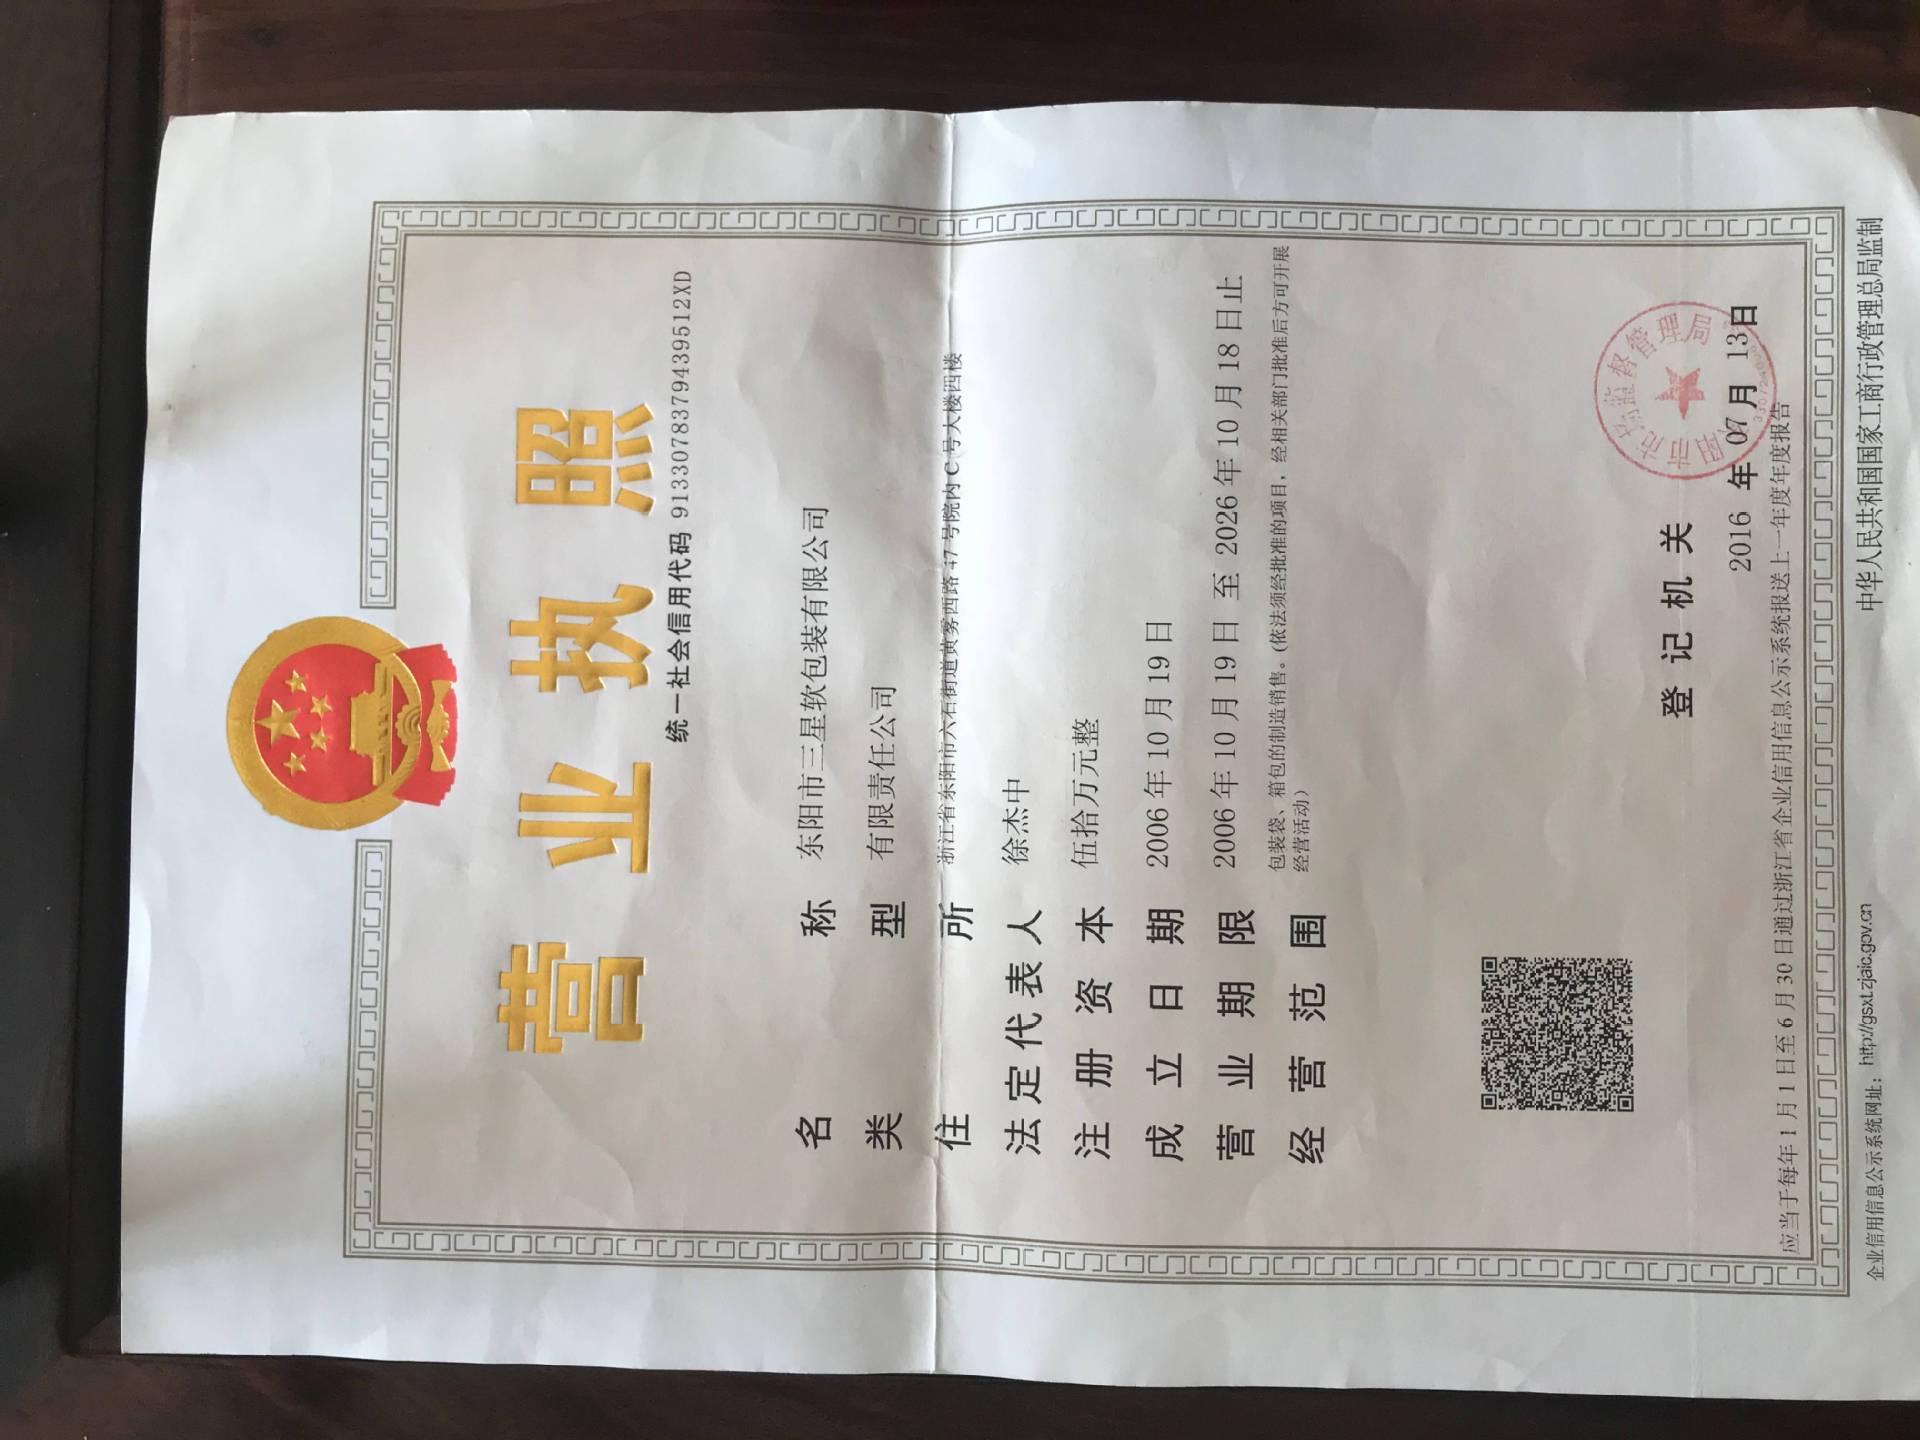 营业执照
统一社会信用代码 9133078379439512XD
名称 东阳市三星软包装有限公司
类型 有限责任公司
住所 浙江省东阳市六石街道黄雾西路47号院内C号大楼四楼
法定代表人 徐杰中
注册资本 伍拾万元整
成立日期 2006年10月19日
营业期限 2006年10月19日至2026年10月18日止
经营范围 包装袋、箱包的制造销售。(依法须经批准的项目，经相关部门批准后方可开展
经营活动)
登记机关
2016年07月13日
应当于每年1月1日至6月30日通过浙江省企业信用信息公示系统报送上一年度年度报告
企业信用信息公示系统网址： http://gsxt.zjaic.gov.cn
中华人民共和国国家工商行政管理总局监制